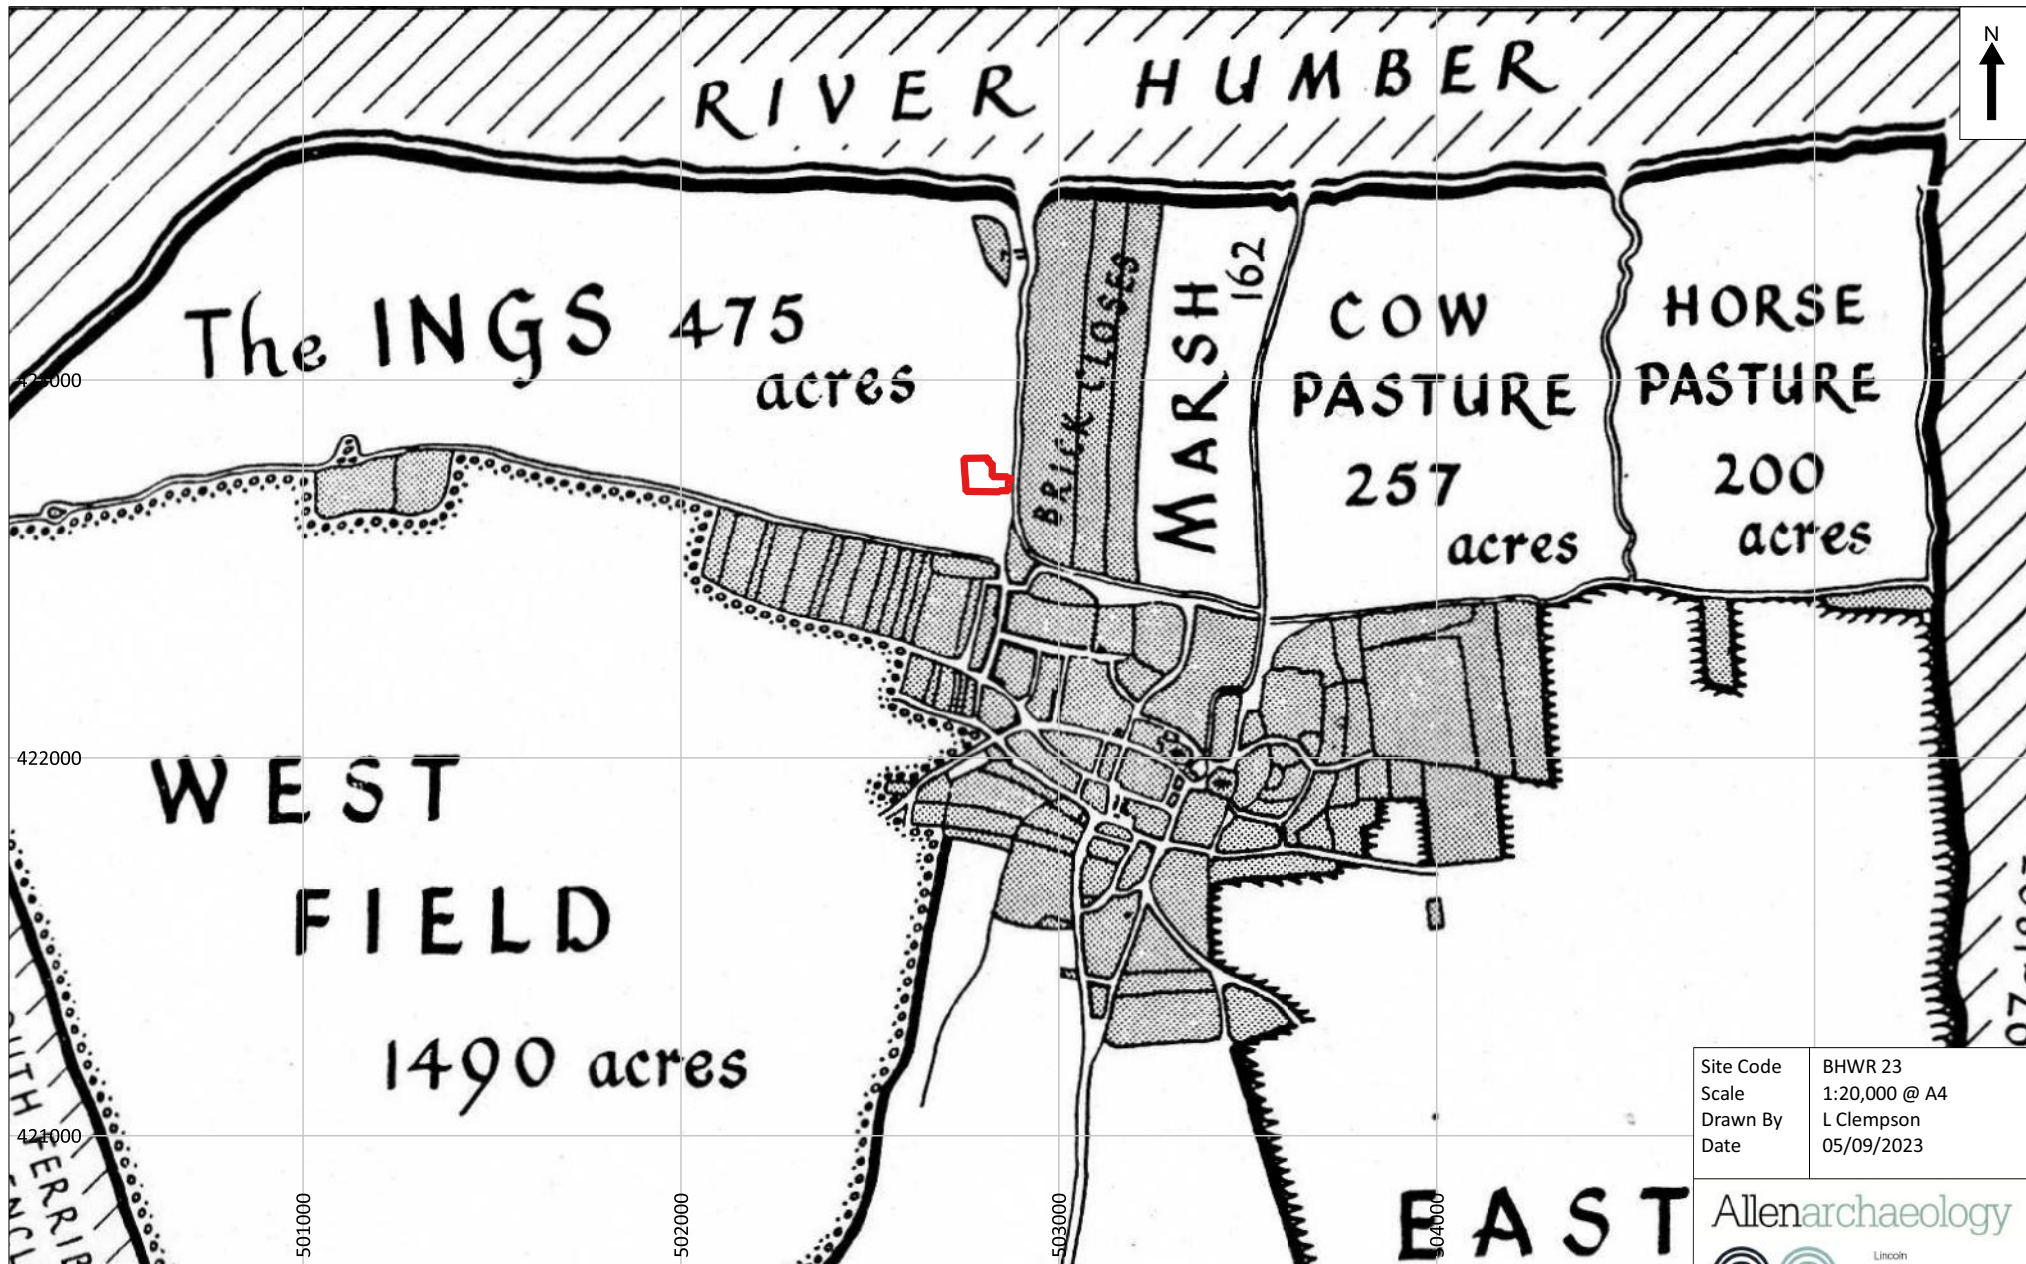 RIVER HUMBER
N
The INGS 475
acres
BRICK CLOSES
MARSH
162
COW
PASTURE
257
acres
HORSE
PASTURE
200
acres
WEST
FIELD
1490 acres
EAST
422000
421000
501000
502000
503000
504000
Site Code BHWR 23
Scale 1:20,000 @ A4
Drawn By L Clempson
Date 05/09/2023
Allenarchaeology
Lincoln